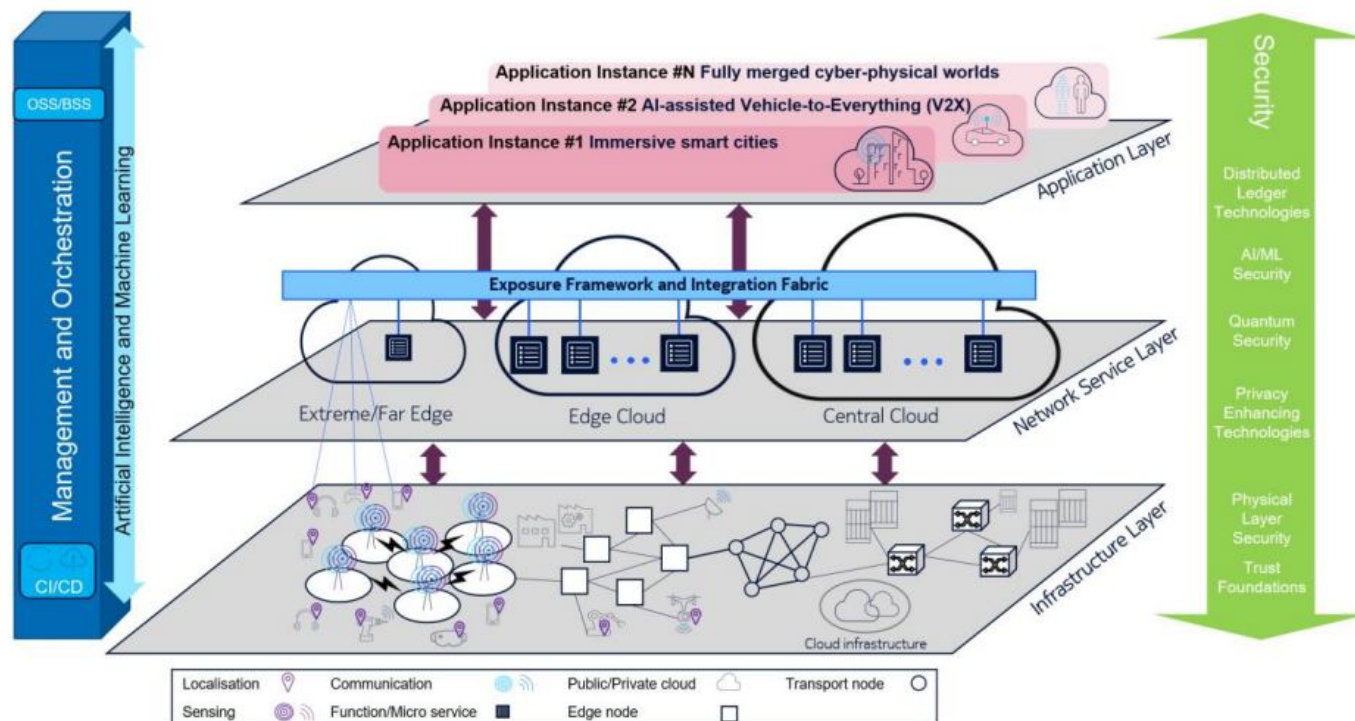 OSS/BSS
Management and Orchestration
CI/CD
Artificial Intelligence and Machine Learning
Application Instance #N Fully merged cyber-physical worlds
Application Instance #2 AI-assisted Vehicle-to-Everything (V2X)
Application Instance #1 Immersive smart cities
Application Layer
Exposure Framework and Integration Fabric
Extreme/Far Edge
Edge Cloud
Central Cloud
Network Service Layer
Cloud infrastructure
Infrastructure Layer
Security
Distributed
Ledger
Technologies
AI/ML
Security
Quantum
Security
Privacy
Enhancing
Technologies
Physical
Layer
Security
Trust
Foundations
Localisation Communication Public/Private cloud Transport node
Sensing Function/Micro service Edge node